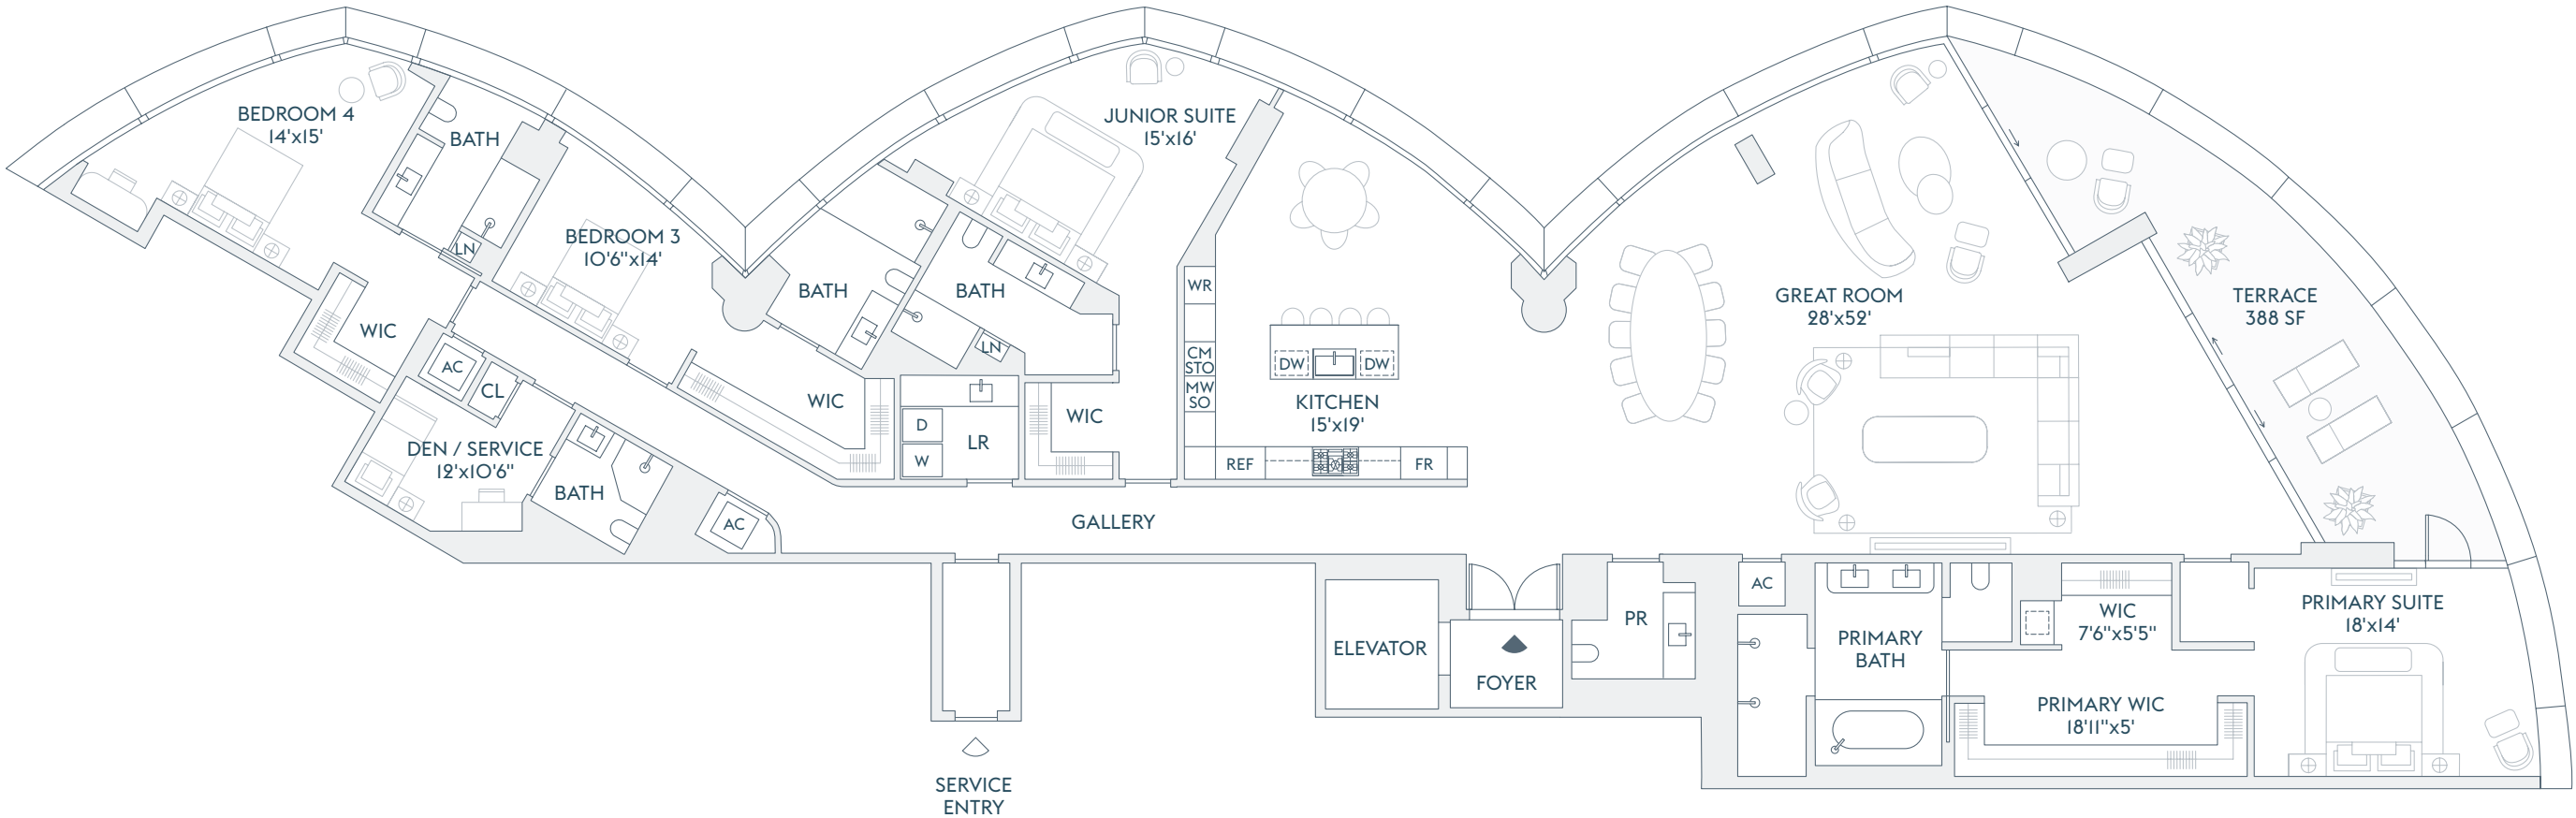 BEDROOM 4
14'x15'
BATH
LN
BEDROOM 3
10'6"x14'
BATH
JUNIOR SUITE
15'x16'
BATH
LN
WR
CM
STO
MW
SO
DW
DW
KITCHEN
15'x19'
REF
FR
GREAT ROOM
28'x52'
TERRACE
388 SF
WIC
AC
CL
DEN / SERVICE
12'x10'6"
BATH
AC
WIC
D
W
LR
WIC
GALLERY
SERVICE
ENTRY
ELEVATOR
FOYER
PR
AC
PRIMARY
BATH
WIC
7'6"x5'5"
PRIMARY WIC
18'11"x5'
PRIMARY SUITE
18'x14'